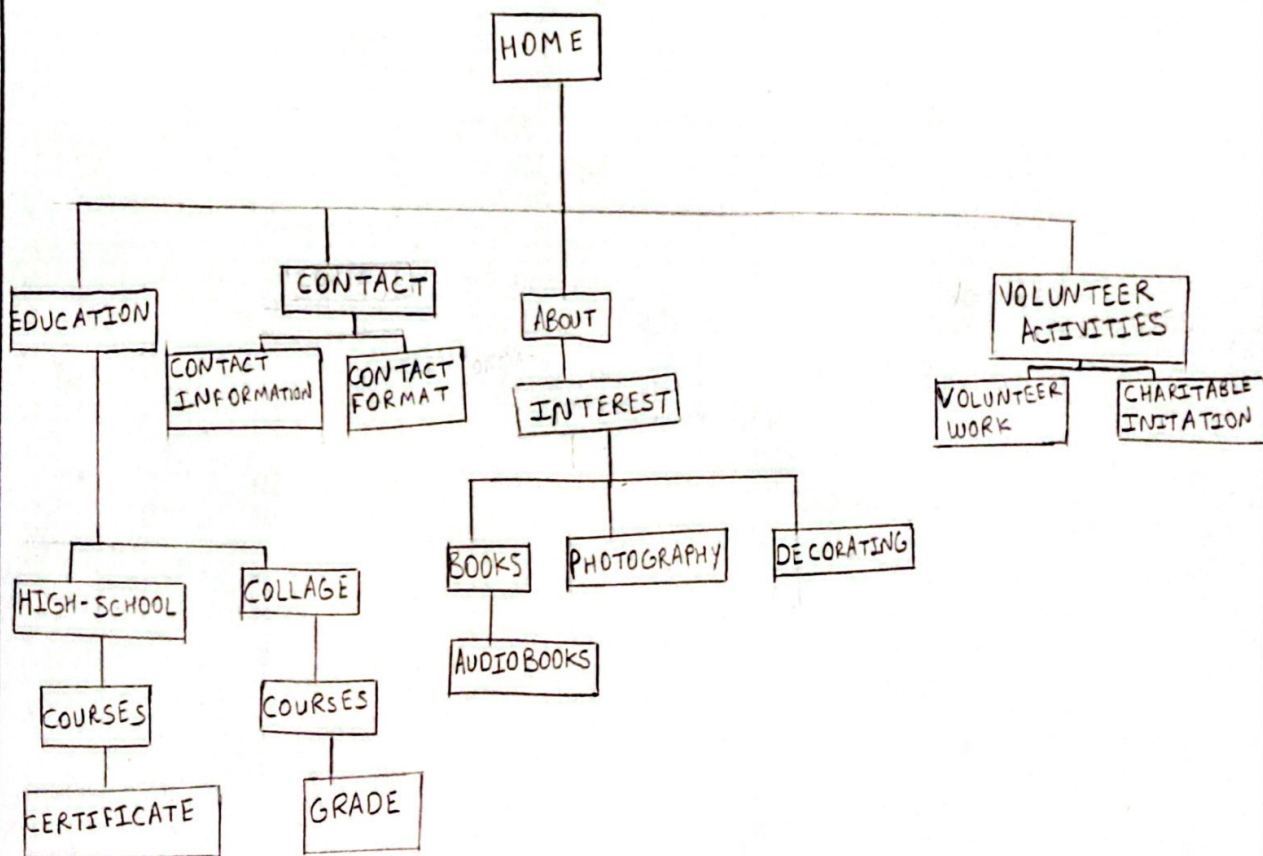 HOME
EDUCATION
CONTACT
ABOUT
VOLUNTEER
ACTIVITIES
CONTACT
INFORMATION
CONTACT
FORMAT
INTEREST
VOLUNTEER
WORK
CHARITABLE
INITATION
HIGH-SCHOOL
COLLAGE
BOOKS
PHOTOGRAPHY
DECORATING
COURSES
COURSES
AUDIOBOOKS
CERTIFICATE
GRADE